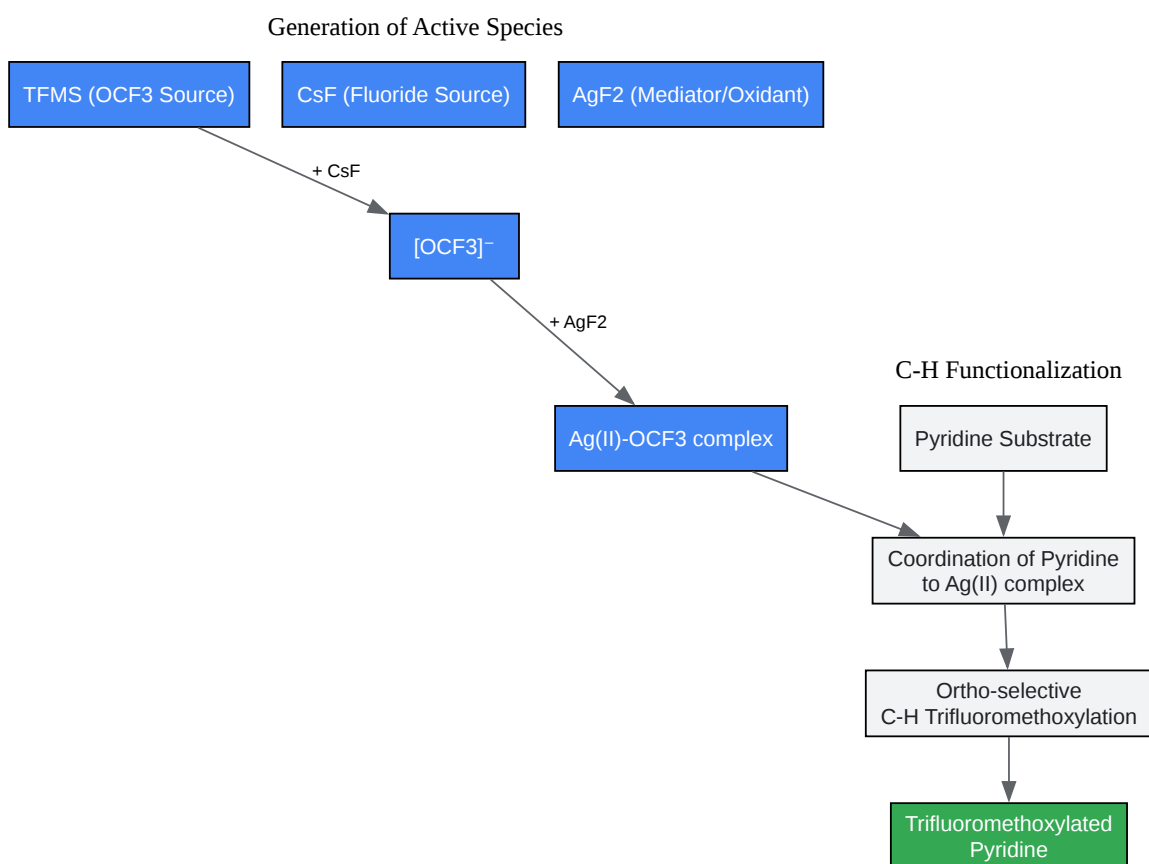 Generation of Active Species
TFMS (OCF3 Source)
CsF (Fluoride Source)
AgF2 (Mediator/Oxidant)
+ CsF
[OCF3]⁻
+ AgF2
C-H Functionalization
Ag(II)-OCF3 complex
Pyridine Substrate
Coordination of Pyridine
to Ag(II) complex
Ortho-selective
C-H Trifluoromethoxylation
Trifluoromethoxylated
Pyridine